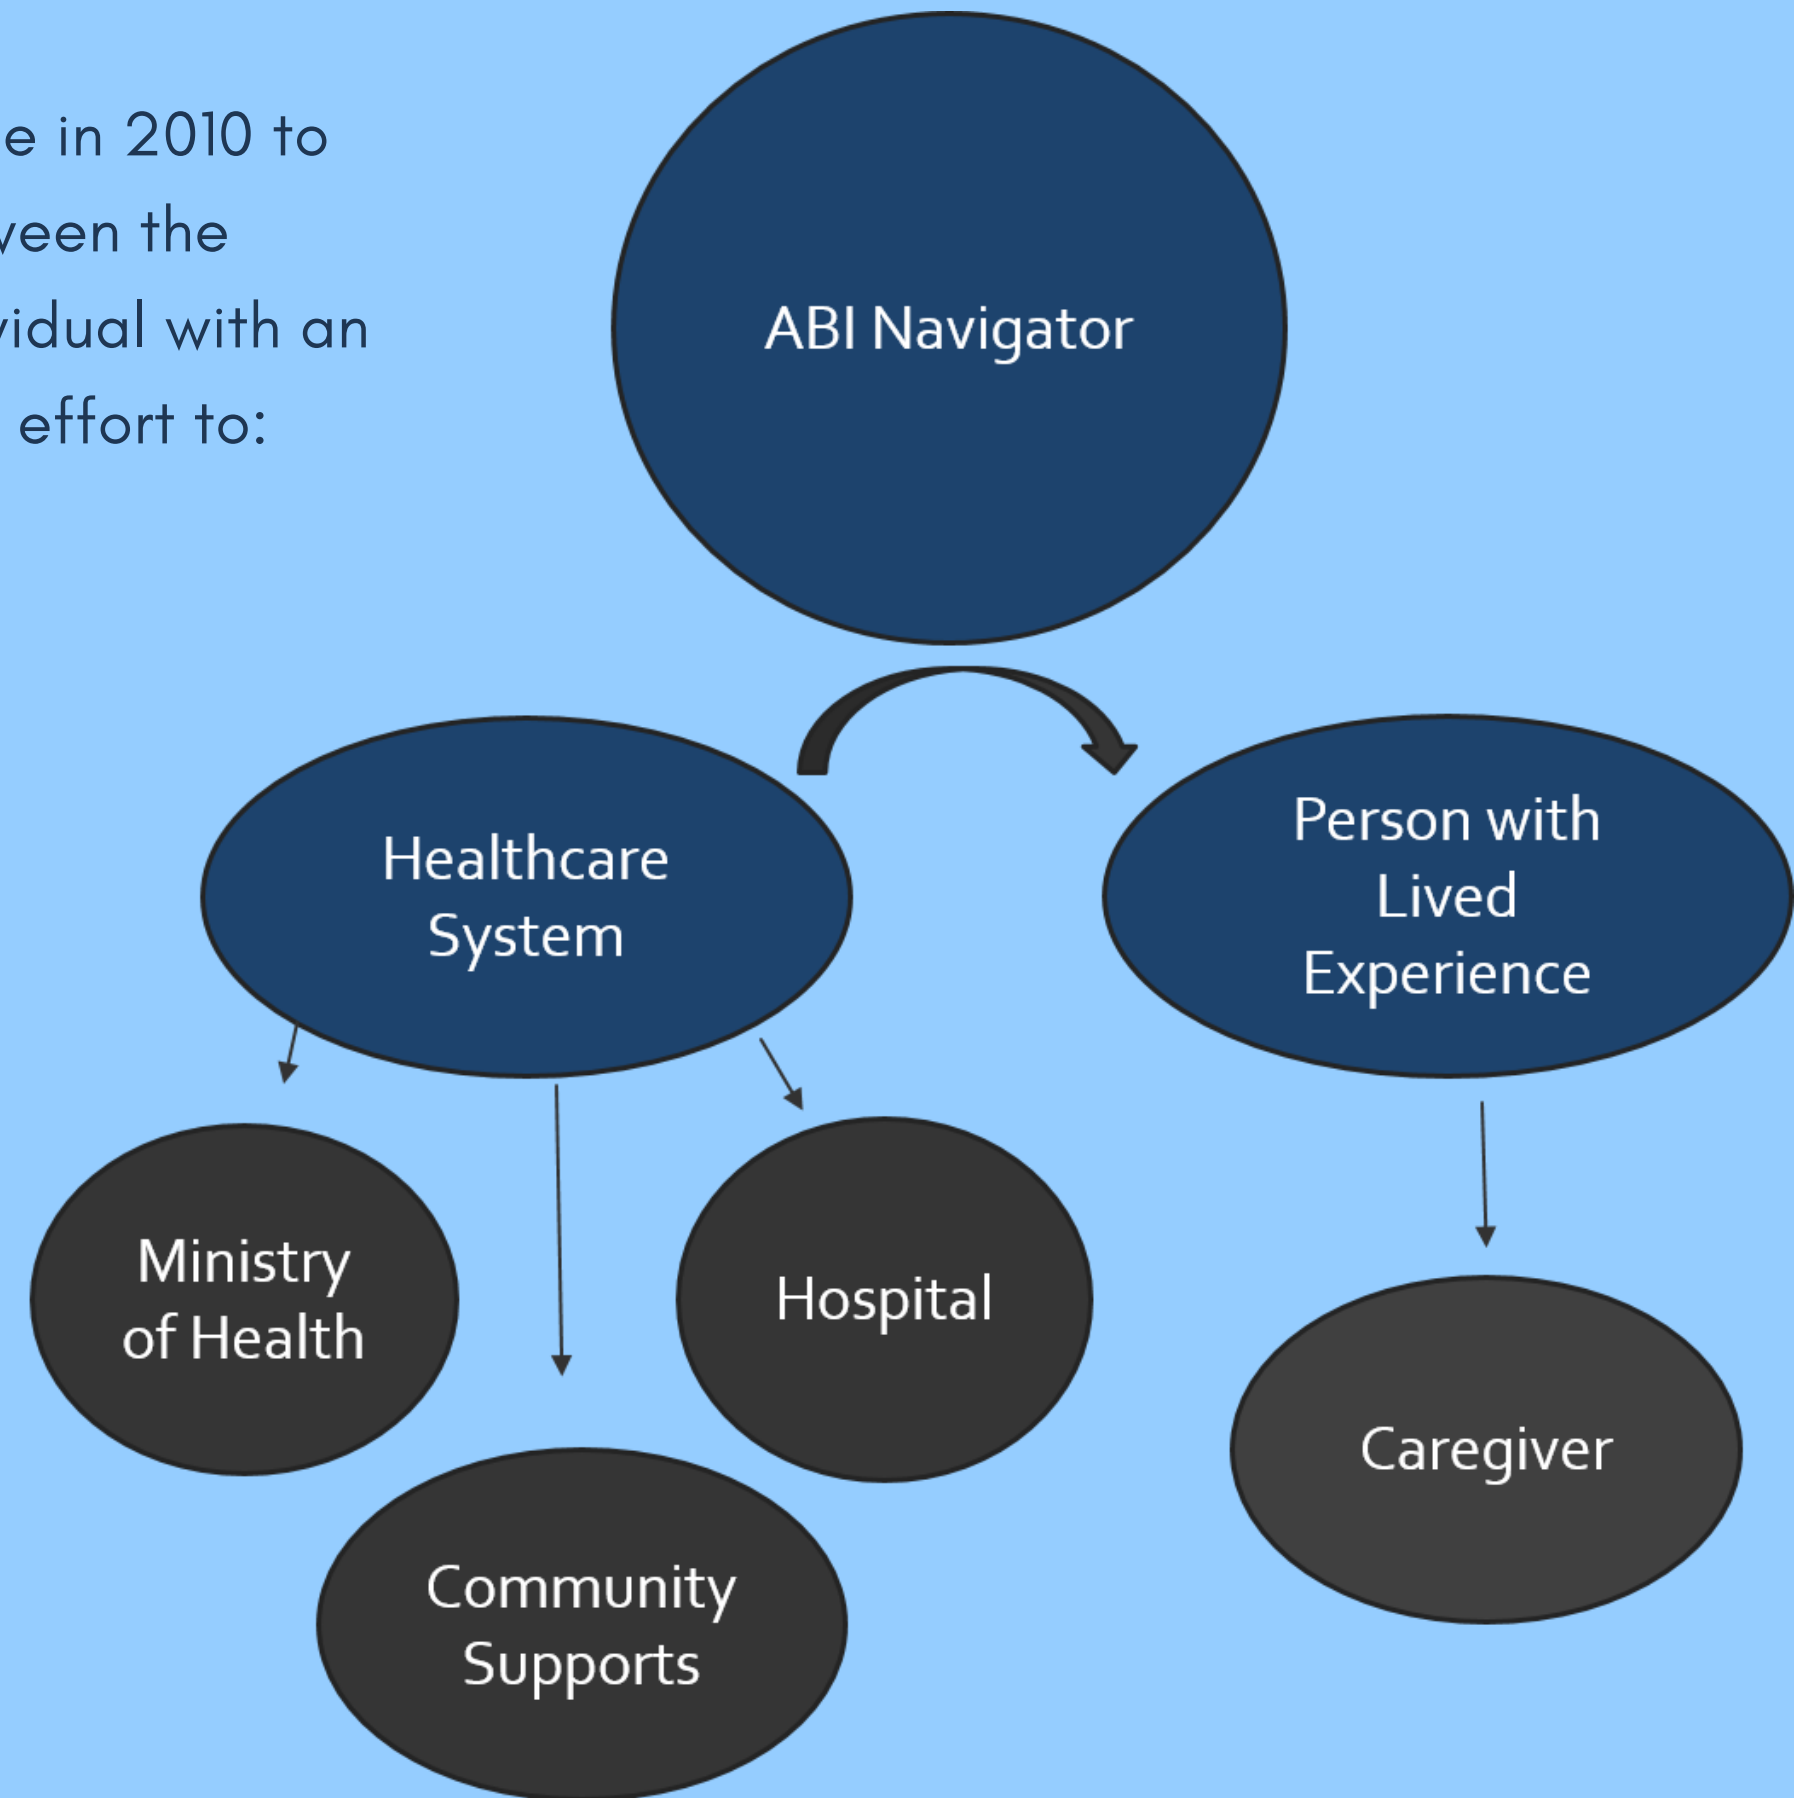 e in 2010 to
veen the
vidual with an
effort to:
ABI Navigator
Healthcare
System
Person with
Lived
Experience
Ministry
of Health
Hospital
Community
Supports
Caregiver